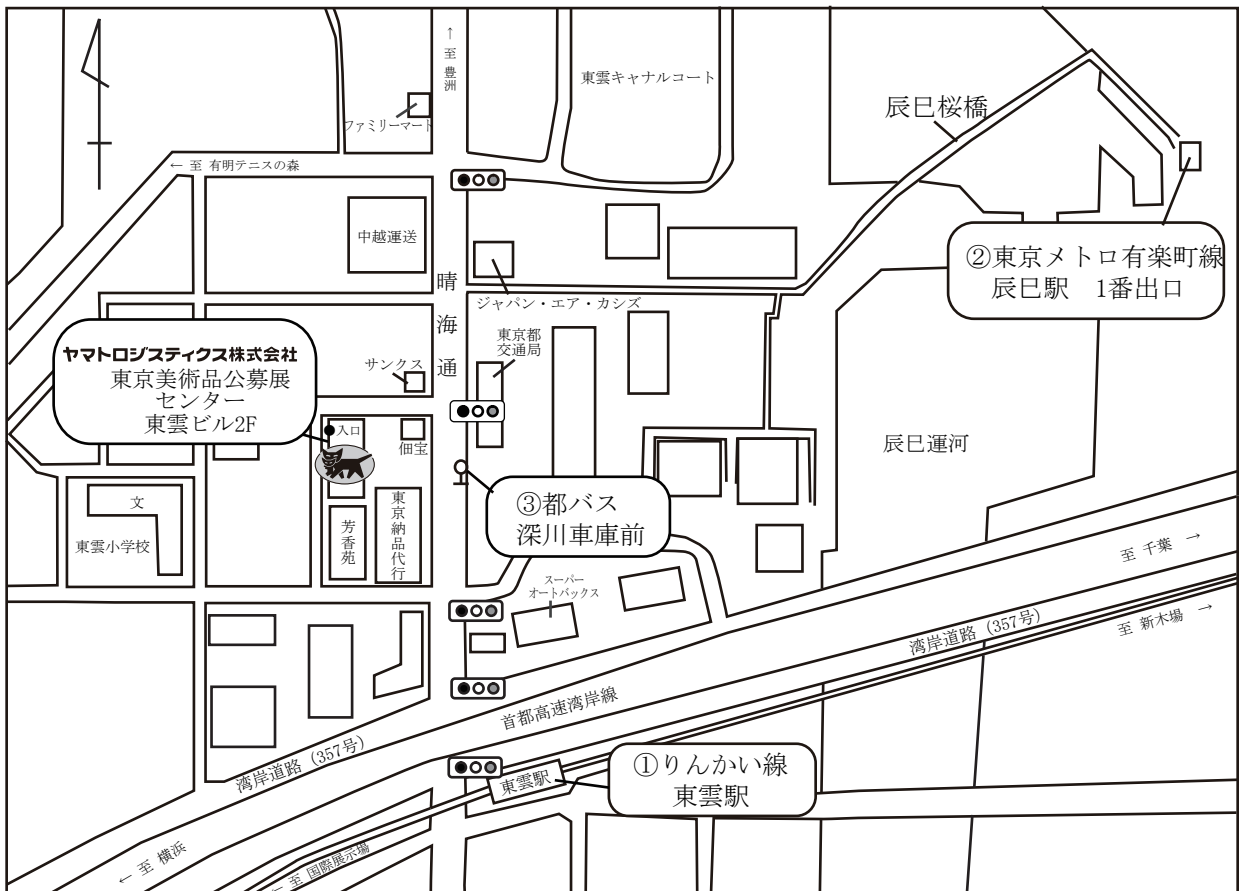 ← 至 豊洲
東雲キャナルコート
ファミリーマート
辰巳桜橋
← 至 有明テニスの森
中越運送
②東京メトロ有楽町線
辰巳駅 1番出口
晴海通
ジャパン・エア・カシズ
東京都
交通局
ヤマトロジスティクス株式会社
東京美術品公募展
センター
東雲ビル2F
サンクス
入口
佃宝
辰巳運河
③都バス
深川車庫前
文
東雲小学校
芳香苑
東京納品代行
スーパー
オートバックス
至 千葉 →
湾岸道路 (357号)
至 新木場 →
首都高速湾岸線
湾岸道路 (357号)
東雲駅
①りんかい線
東雲駅
← 至 横浜
← 至 国際展示場